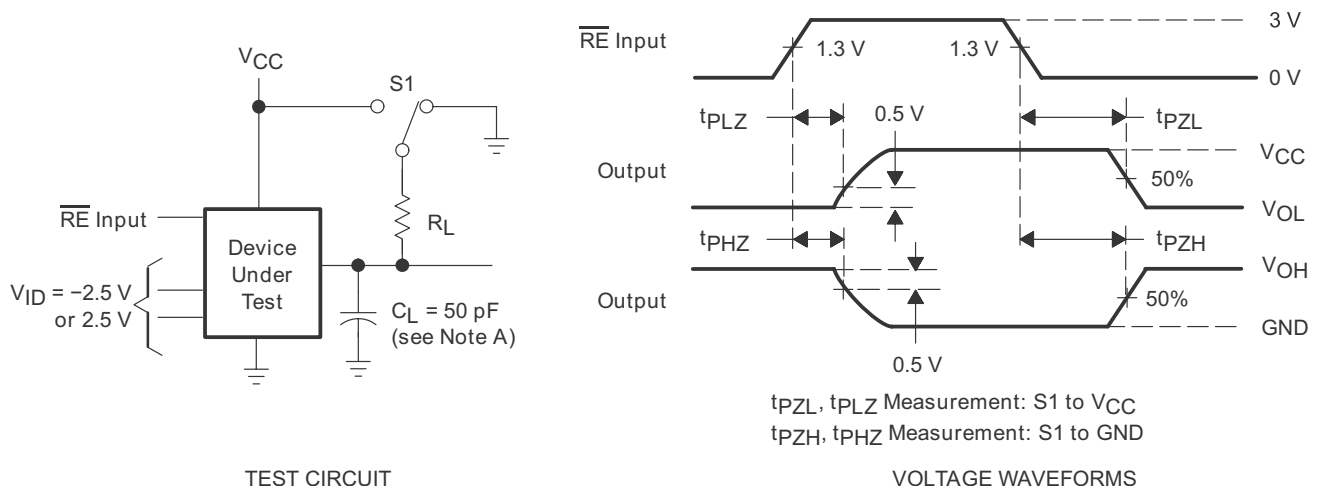 VCC
S1
RE Input
Device
Under
Test
VID = −2.5 V
or 2.5 V
RL
CL = 50 pF
(see Note A)
TEST CIRCUIT
RE Input
1.3 V
1.3 V
3 V
0 V
tPLZ
0.5 V
tPZL
Output
VCC
50%
VOL
tPHZ
tPZH
VOH
Output
50%
GND
0.5 V
tPZL, tPLZ Measurement: S1 to VCC
tPZH, tPHZ Measurement: S1 to GND
VOLTAGE WAVEFORMS